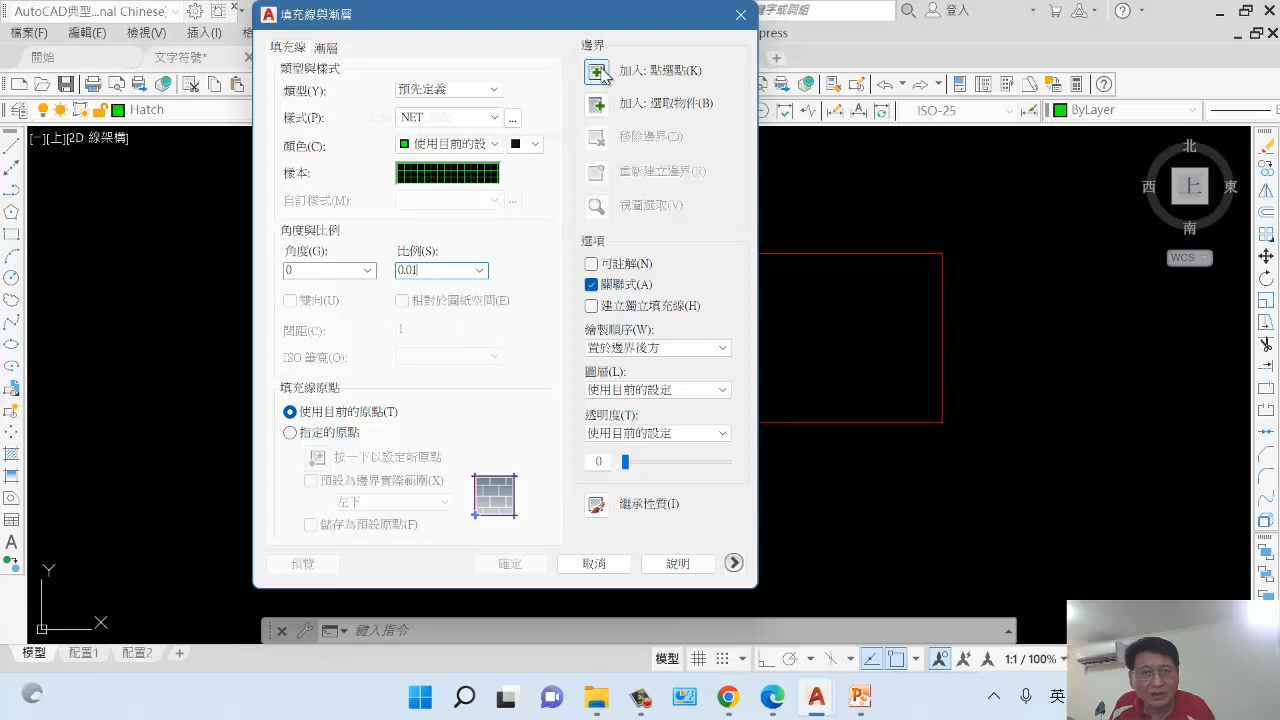 AutoCAD典型
nal Chinese
填充線與漸層
字或詞組
登入
檔案(F)
編輯(E)
檢視(V)
插入(I)
press
開始
文字符號*
Hatch
ISO-25
ByLayer
[−][上][2D 線架構]
填充線
漸層
類型與樣式
類型(Y):
預先定義
樣式(P):
NET
...
顏色(C):
使用目前的設
樣本:
自訂樣式(M):
...
角度與比例
角度(G):
比例(S):
0
0.01
雙向(U)
相對於圖紙空間(E)
間距(C):
1
ISO 筆寬(O):
填充線原點
使用目前的原點(T)
指定的原點
按一下以設定新原點
預設為邊界實際範圍(X)
左下
儲存為預設原點(F)
邊界
加入: 點選點(K)
加入: 選取物件(B)
移除邊界(D)
重新建立邊界(R)
視圖選取(V)
選項
可註解(N)
關聯式(A)
建立獨立填充線(H)
繪製順序(W):
置於邊界後方
圖層(L):
使用目前的設定
透明度(T):
使用目前的設定
0
繼承性質(I)
預覽
確定
取消
說明
北
西
上
東
南
WCS
Y
X
鍵入指令
模型
配置1
配置2
模型
1:1 / 100%
英